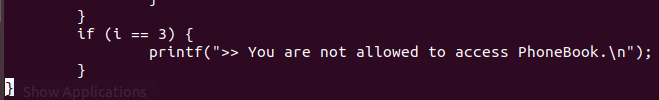 }
if (i == 3) {
printf(">> You are not allowed to access PhoneBook.\n");
}
}
Show Applications